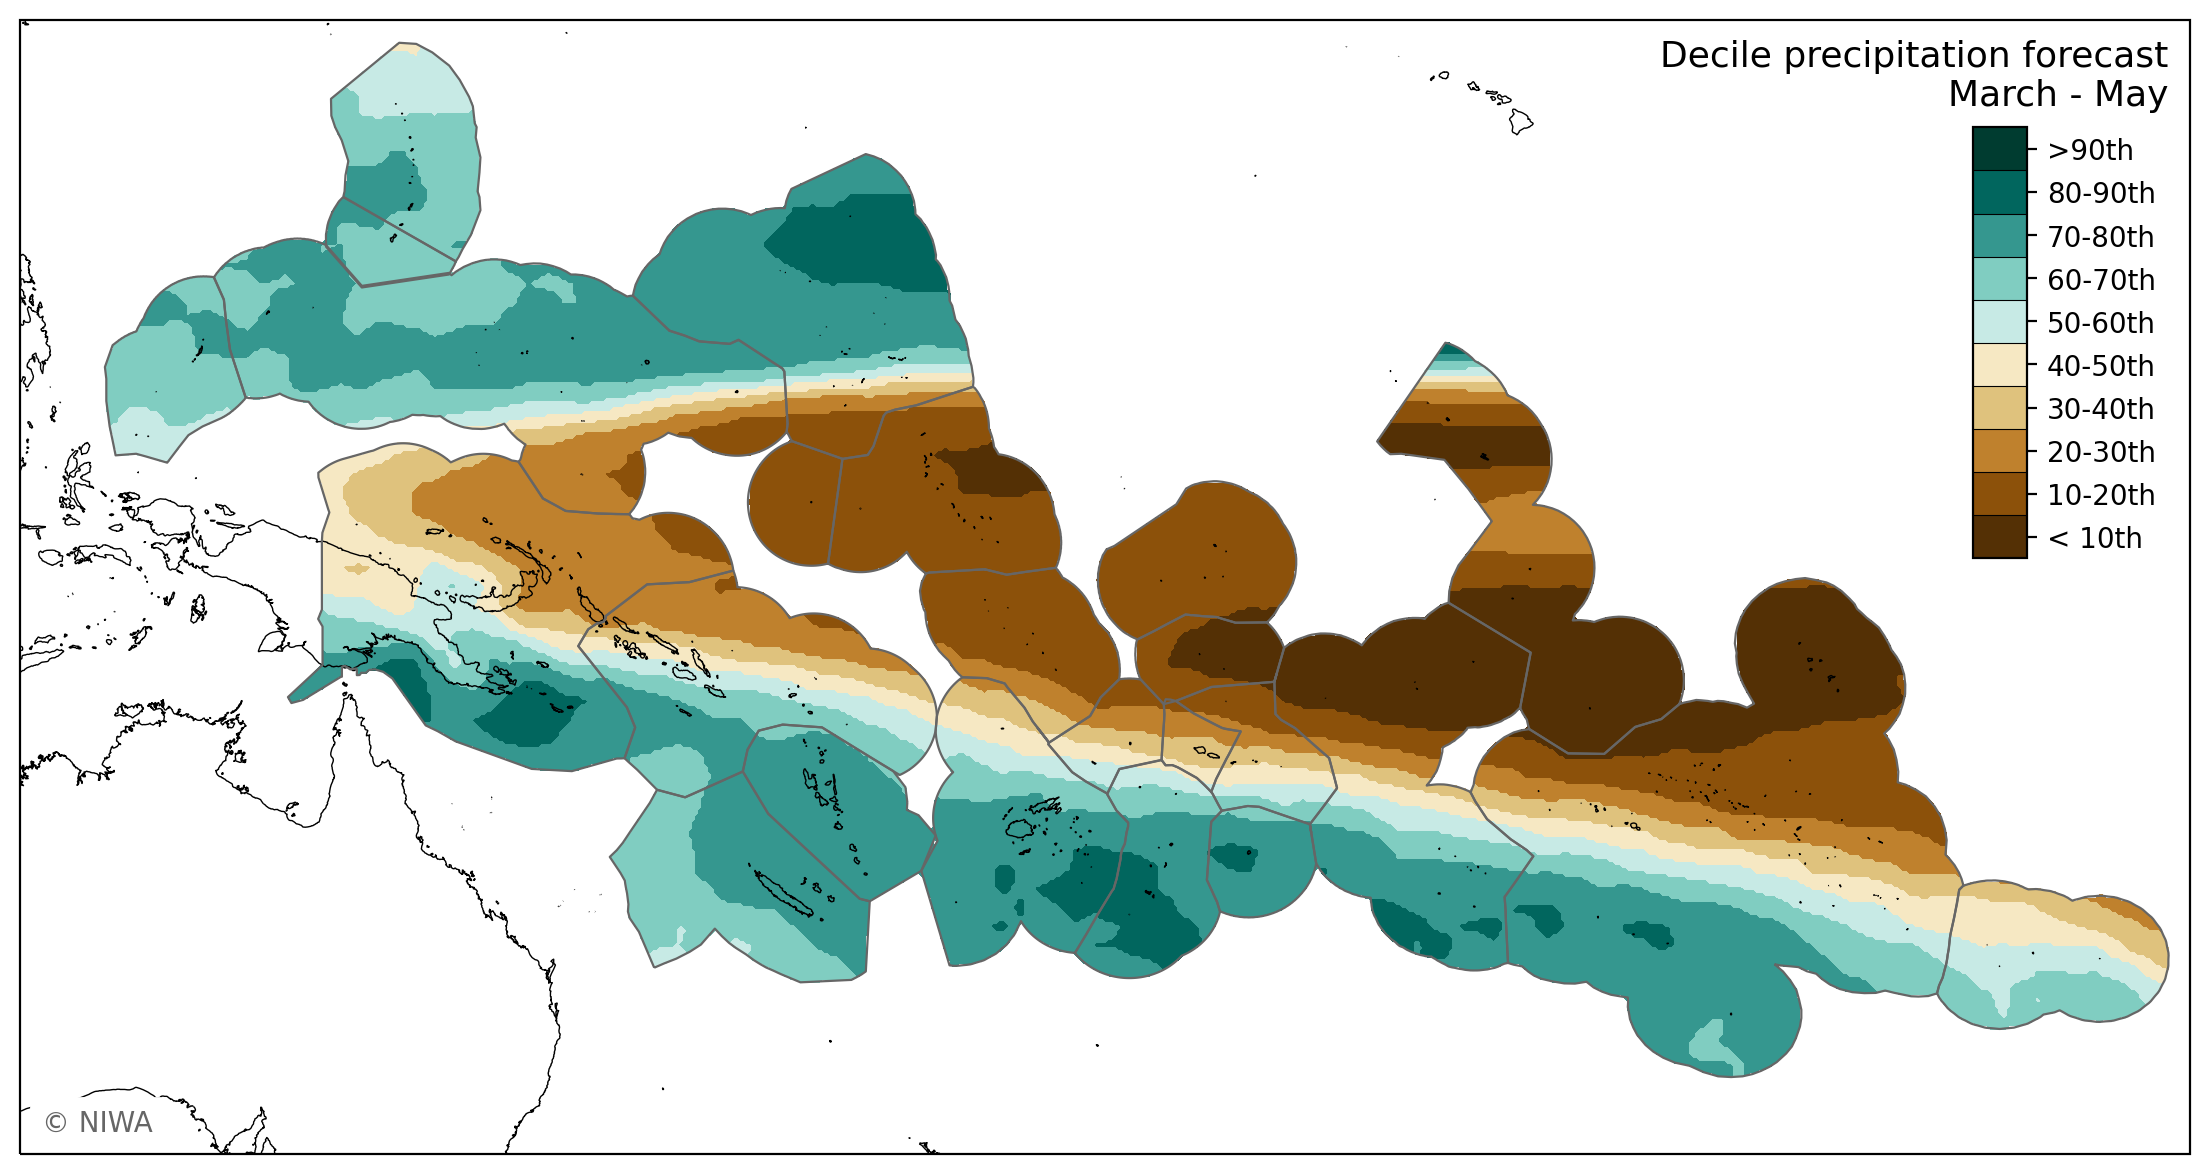 Decile precipitation forecast
March - May
>90th
80-90th
70-80th
60-70th
50-60th
40-50th
30-40th
20-30th
10-20th
< 10th
© NIWA